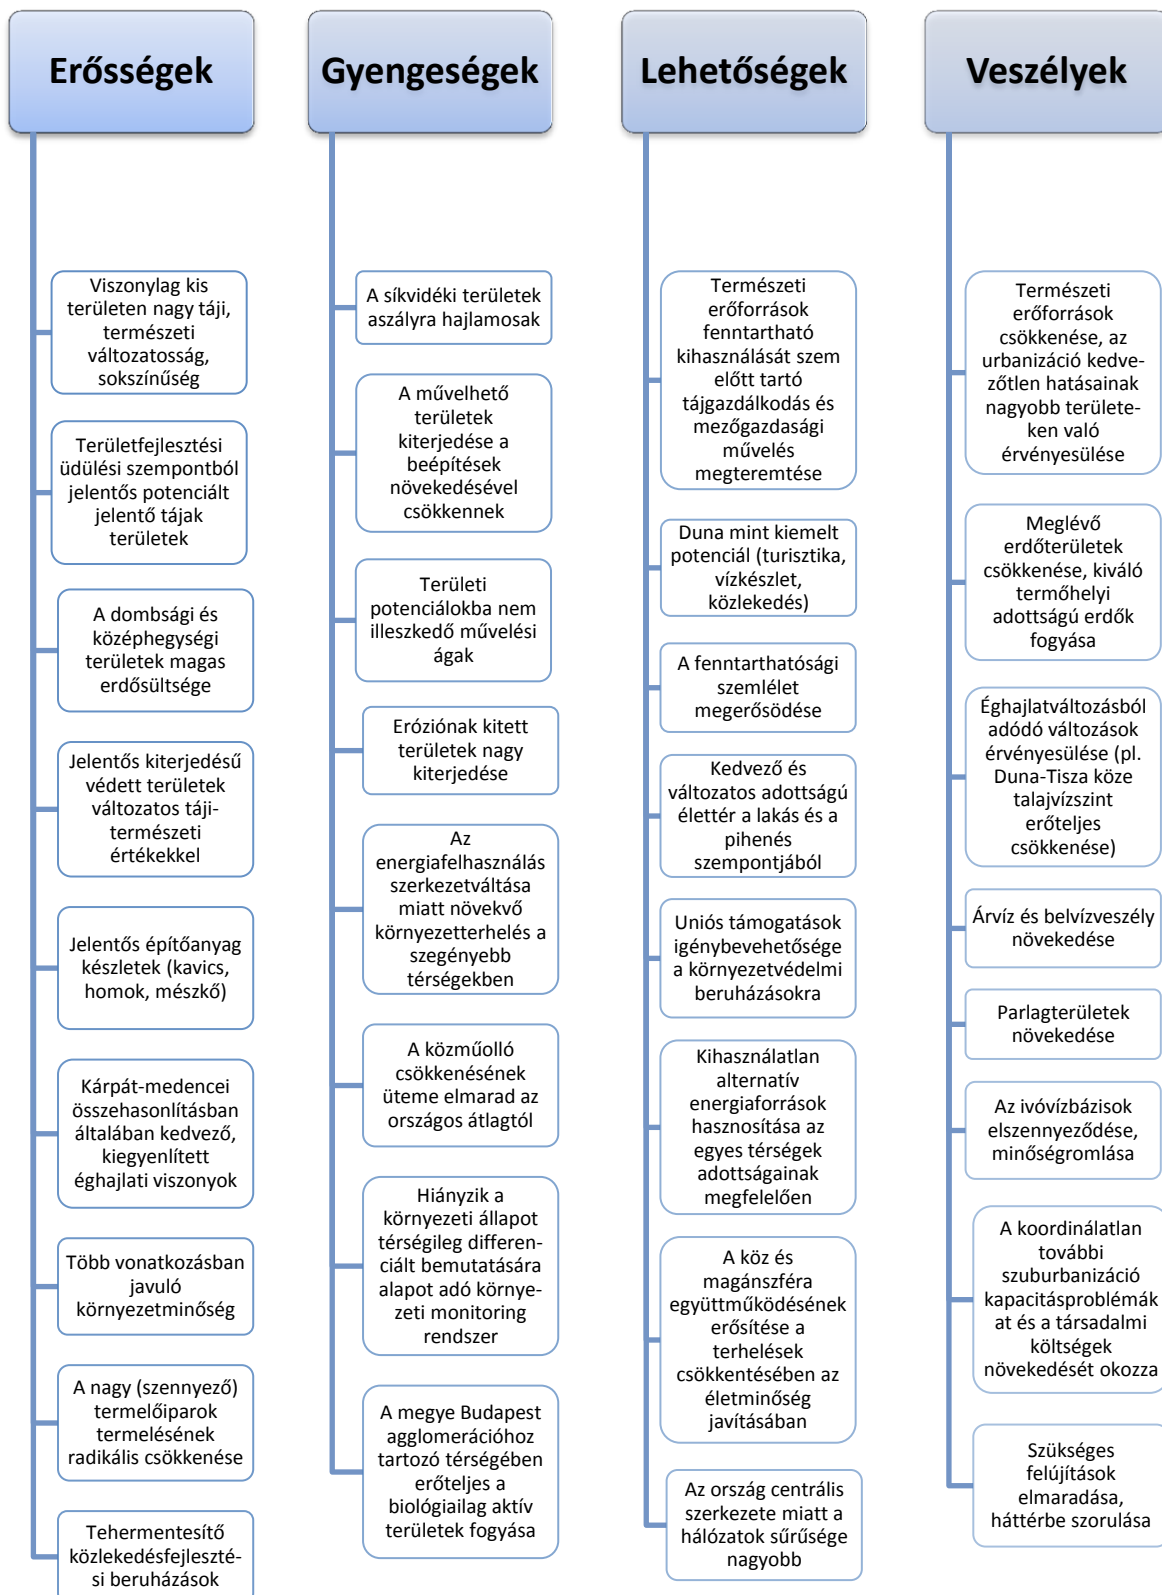 Erősségek
Viszonylag kis
területen nagy táji,
természeti
változatosság,
sokszínűség
Területfejlesztési
üdülési szempontból
jelentős potenciált
jelentő tájak
területek
A dombsági és
középhegységi
területek magas
erdősültsége
Jelentős kiterjedésű
védett területek
változatos táji-
természeti
értékekkel
Jelentős építőanyag
készletek (kavics,
homok, mészkő)
Kárpát-medencei
összehasonlításban
általában kedvező,
kiegyenlített
éghajlati viszonyok
Több vonatkozásban
javuló
környezetminőség
A nagy (szennyező)
termelőiparok
termelésének
radikális csökkenése
Tehermentesítő
közlekedésfejleszté-
si beruházások
Gyengeségek
A síkvidéki területek
aszályra hajlamosak
A művelhető
területek
kiterjedése a
beépítések
növekedésével
csökkennek
Területi
potenciálokba nem
illeszkedő művelési
ágak
Eróziónak kitett
területek nagy
kiterjedése
Az
energiafelhasználás
szerkezetváltása
miatt növekvő
környezetterhelés a
szegényebb
térségekben
A közműolló
csökkenésének
üteme elmarad az
országos átlagtól
Hiányzik a
környezeti állapot
térségileg differen-
ciált bemutatására
alapot adó környe-
zeti monitoring
rendszer
A megye Budapest
agglomerációhoz
tartozó térségében
erőteljes a
biológiailag aktív
területek fogyása
Lehetőségek
Természeti
erőforrások
fenntartható
kihasználását szem
előtt tartó
tájgazdálkodás és
mezőgazdasági
művelés
megteremtése
Duna mint kiemelt
potenciál (turisztika,
vízkészlet,
közlekedés)
A fenntarthatósági
szemlélet
megerősödése
Kedvező és
változatos adottságú
élettér a lakás és a
pihenés
szempontjából
Uniós támogatások
igénybevehetősége
a környezetvédelmi
beruházásokra
Kihasználatlan
alternatív
energiaforrások
hasznosítása az
egyes térségek
adottságainak
megfelelően
A köz és
magánszféra
együttműködésének
erősítése a
terhelések
csökkentésében az
életminőség
javításában
Az ország centrális
szerkezete miatt a
hálózatok sűrűsége
nagyobb
Veszélyek
Természeti
erőforrások
csökkenése, az
urbanizáció kedve-
zőtlen hatásainak
nagyobb területe-
ken való
érvényesülése
Meglévő
erdőterületek
csökkenése, kiváló
termőhelyi
adottságú erdők
fogyása
Éghajlatváltozásból
adódó változások
érvényesülése (pl.
Duna-Tisza köze
talajvízszint
erőteljes
csökkenése)
Árvíz és belvízveszély
növekedése
Parlagterületek
növekedése
Az ivóvízbázisok
elszennyeződése,
minőségromlása
A koordinálatlan
további
szuburbanizáció
kapacitásproblémák
at és a társadalmi
költségek
növekedését okozza
Szükséges
felújítások
elmaradása,
háttérbe szorulása